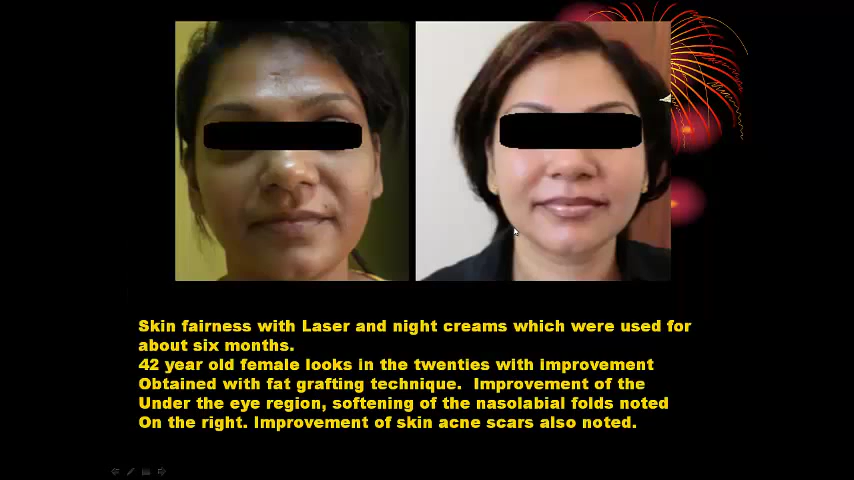 Skin fairness with Laser and night creams which were used for
about six months.
42 year old female looks in the twenties with improvement
Obtained with fat grafting technique.  Improvement of the
Under the eye region, softening of the nasolabial folds noted
On the right. Improvement of skin acne scars also noted.